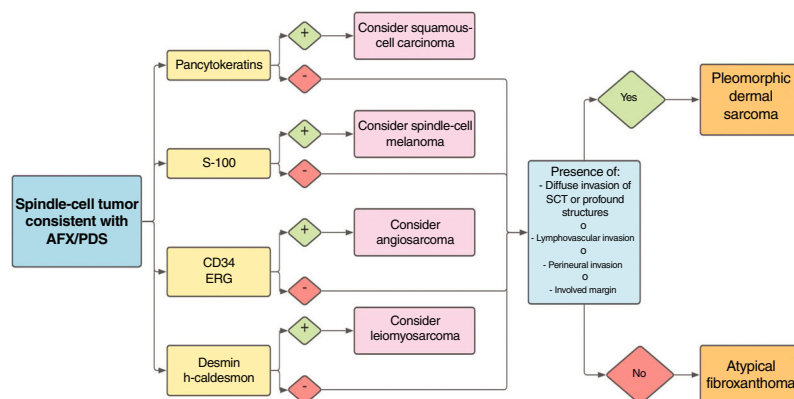 Spindle-cell tumor
consistent with
AFX/PDS
Pancytokeratins
+
-
Consider squamous-
cell carcinoma
S-100
+
-
Consider spindle-cell
melanoma
CD34
ERG
+
-
Consider
angiosarcoma
Desmin
h-caldesmon
+
-
Consider
leiomyosarcoma
Presence of:
- Diffuse invasion of
SCT or profound
structures
o
- Lymphovascular invasion
o
- Perineural invasion
o
- Involved margin
Yes
Pleomorphic
dermal
sarcoma
No
Atypical
fibroxanthoma